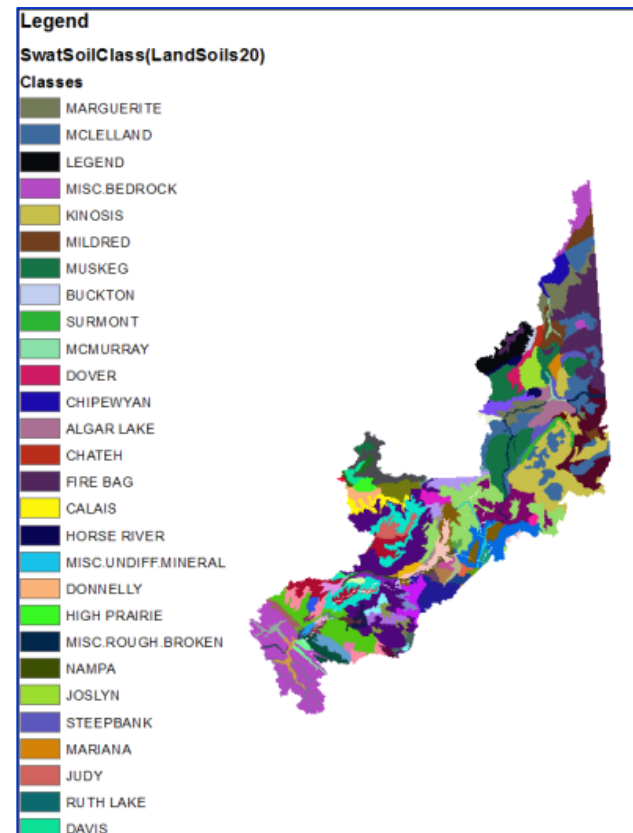 Legend
SwatSoilClass(LandSoils20)
Classes
MARGUERITE
MCLELLAND
LEGEND
MISC.BEDROCK
KINOSIS
MILDRED
MUSKEG
BUCKTON
SURMONT
MCMURRAY
DOVER
CHIPEWYAN
ALGAR LAKE
CHATEH
FIRE BAG
CALAIS
HORSE RIVER
MISC.UNDIFF.MINERAL
DONNELLY
HIGH PRAIRIE
MISC.ROUGH.BROKEN
NAMPA
JOSLYN
STEEPBANK
MARIANA
JUDY
RUTH LAKE
DAVIS